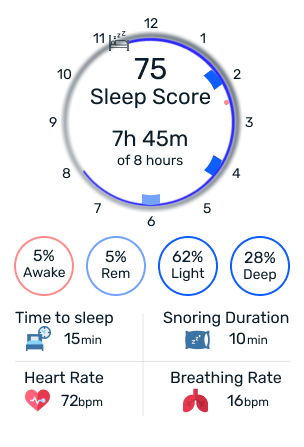 12
11
zzz
1
75
10
2
Sleep Score
9
3
7h 45m
of 8 hours
8
4
7
5
6
5%
Awake
5%
Rem
62%
Light
28%
Deep
Time to sleep
15min
Snoring Duration
zzz
10min
Heart Rate
72bpm
Breathing Rate
16bpm